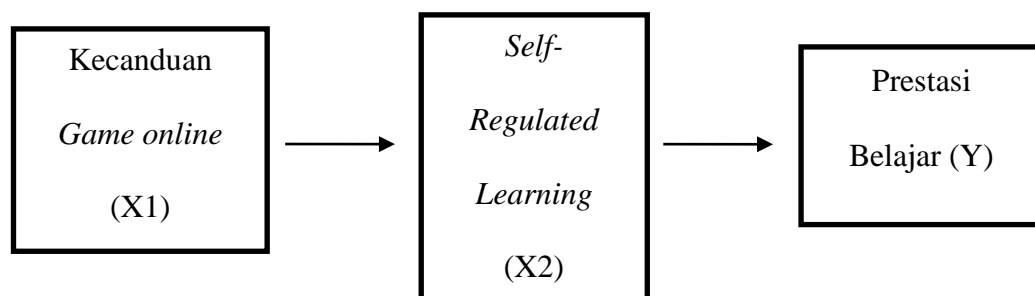 Kecanduan
Game online
(X1)
Self-
Regulated
Learning
(X2)
Prestasi
Belajar (Y)